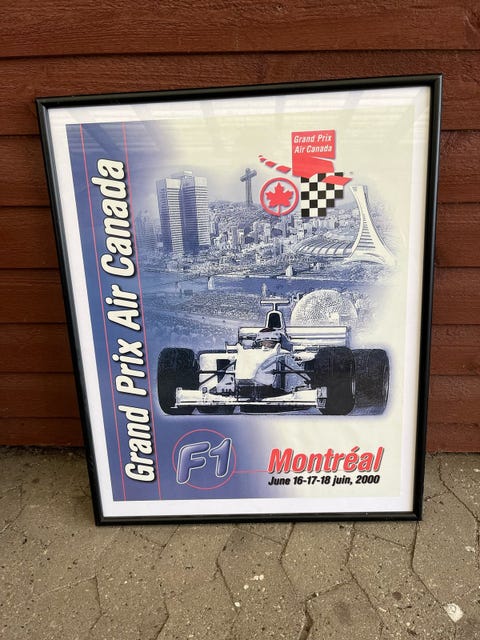 Grand Prix
Air Canada
Grand Prix Air Canada
F1
Montréal
June 16-17-18 juin, 2000